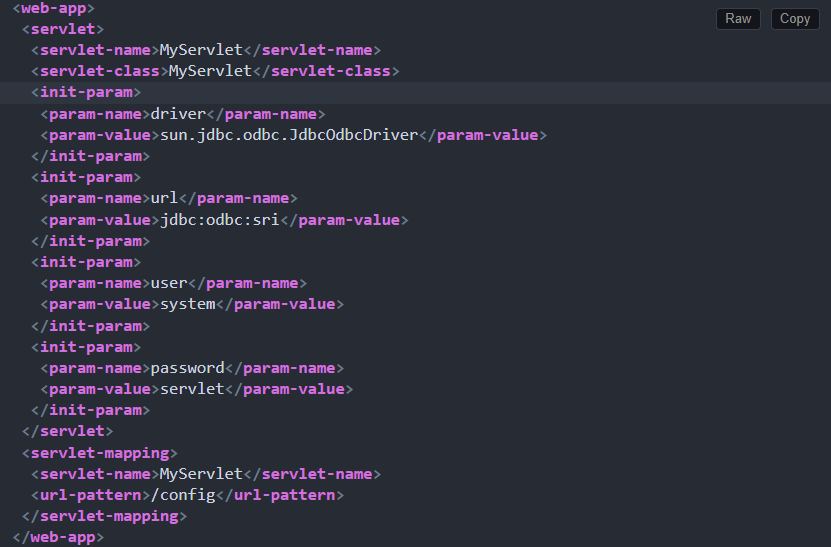 Raw
Copy
<web-app>
<servlet>
<servlet-name>MyServlet</servlet-name>
<servlet-class>MyServlet</servlet-class>
<init-param>
<param-name>driver</param-name>
<param-value>sun.jdbc.odbc.JdbcOdbcDriver</param-value>
</init-param>
<init-param>
<param-name>url</param-name>
<param-value>jdbc:odbc:sri</param-value>
</init-param>
<init-param>
<param-name>user</param-name>
<param-value>system</param-value>
</init-param>
<init-param>
<param-name>password</param-name>
<param-value>servlet</param-value>
</init-param>
</servlet>
<servlet-mapping>
<servlet-name>MyServlet</servlet-name>
<url-pattern>/config</url-pattern>
</servlet-mapping>
</web-app>